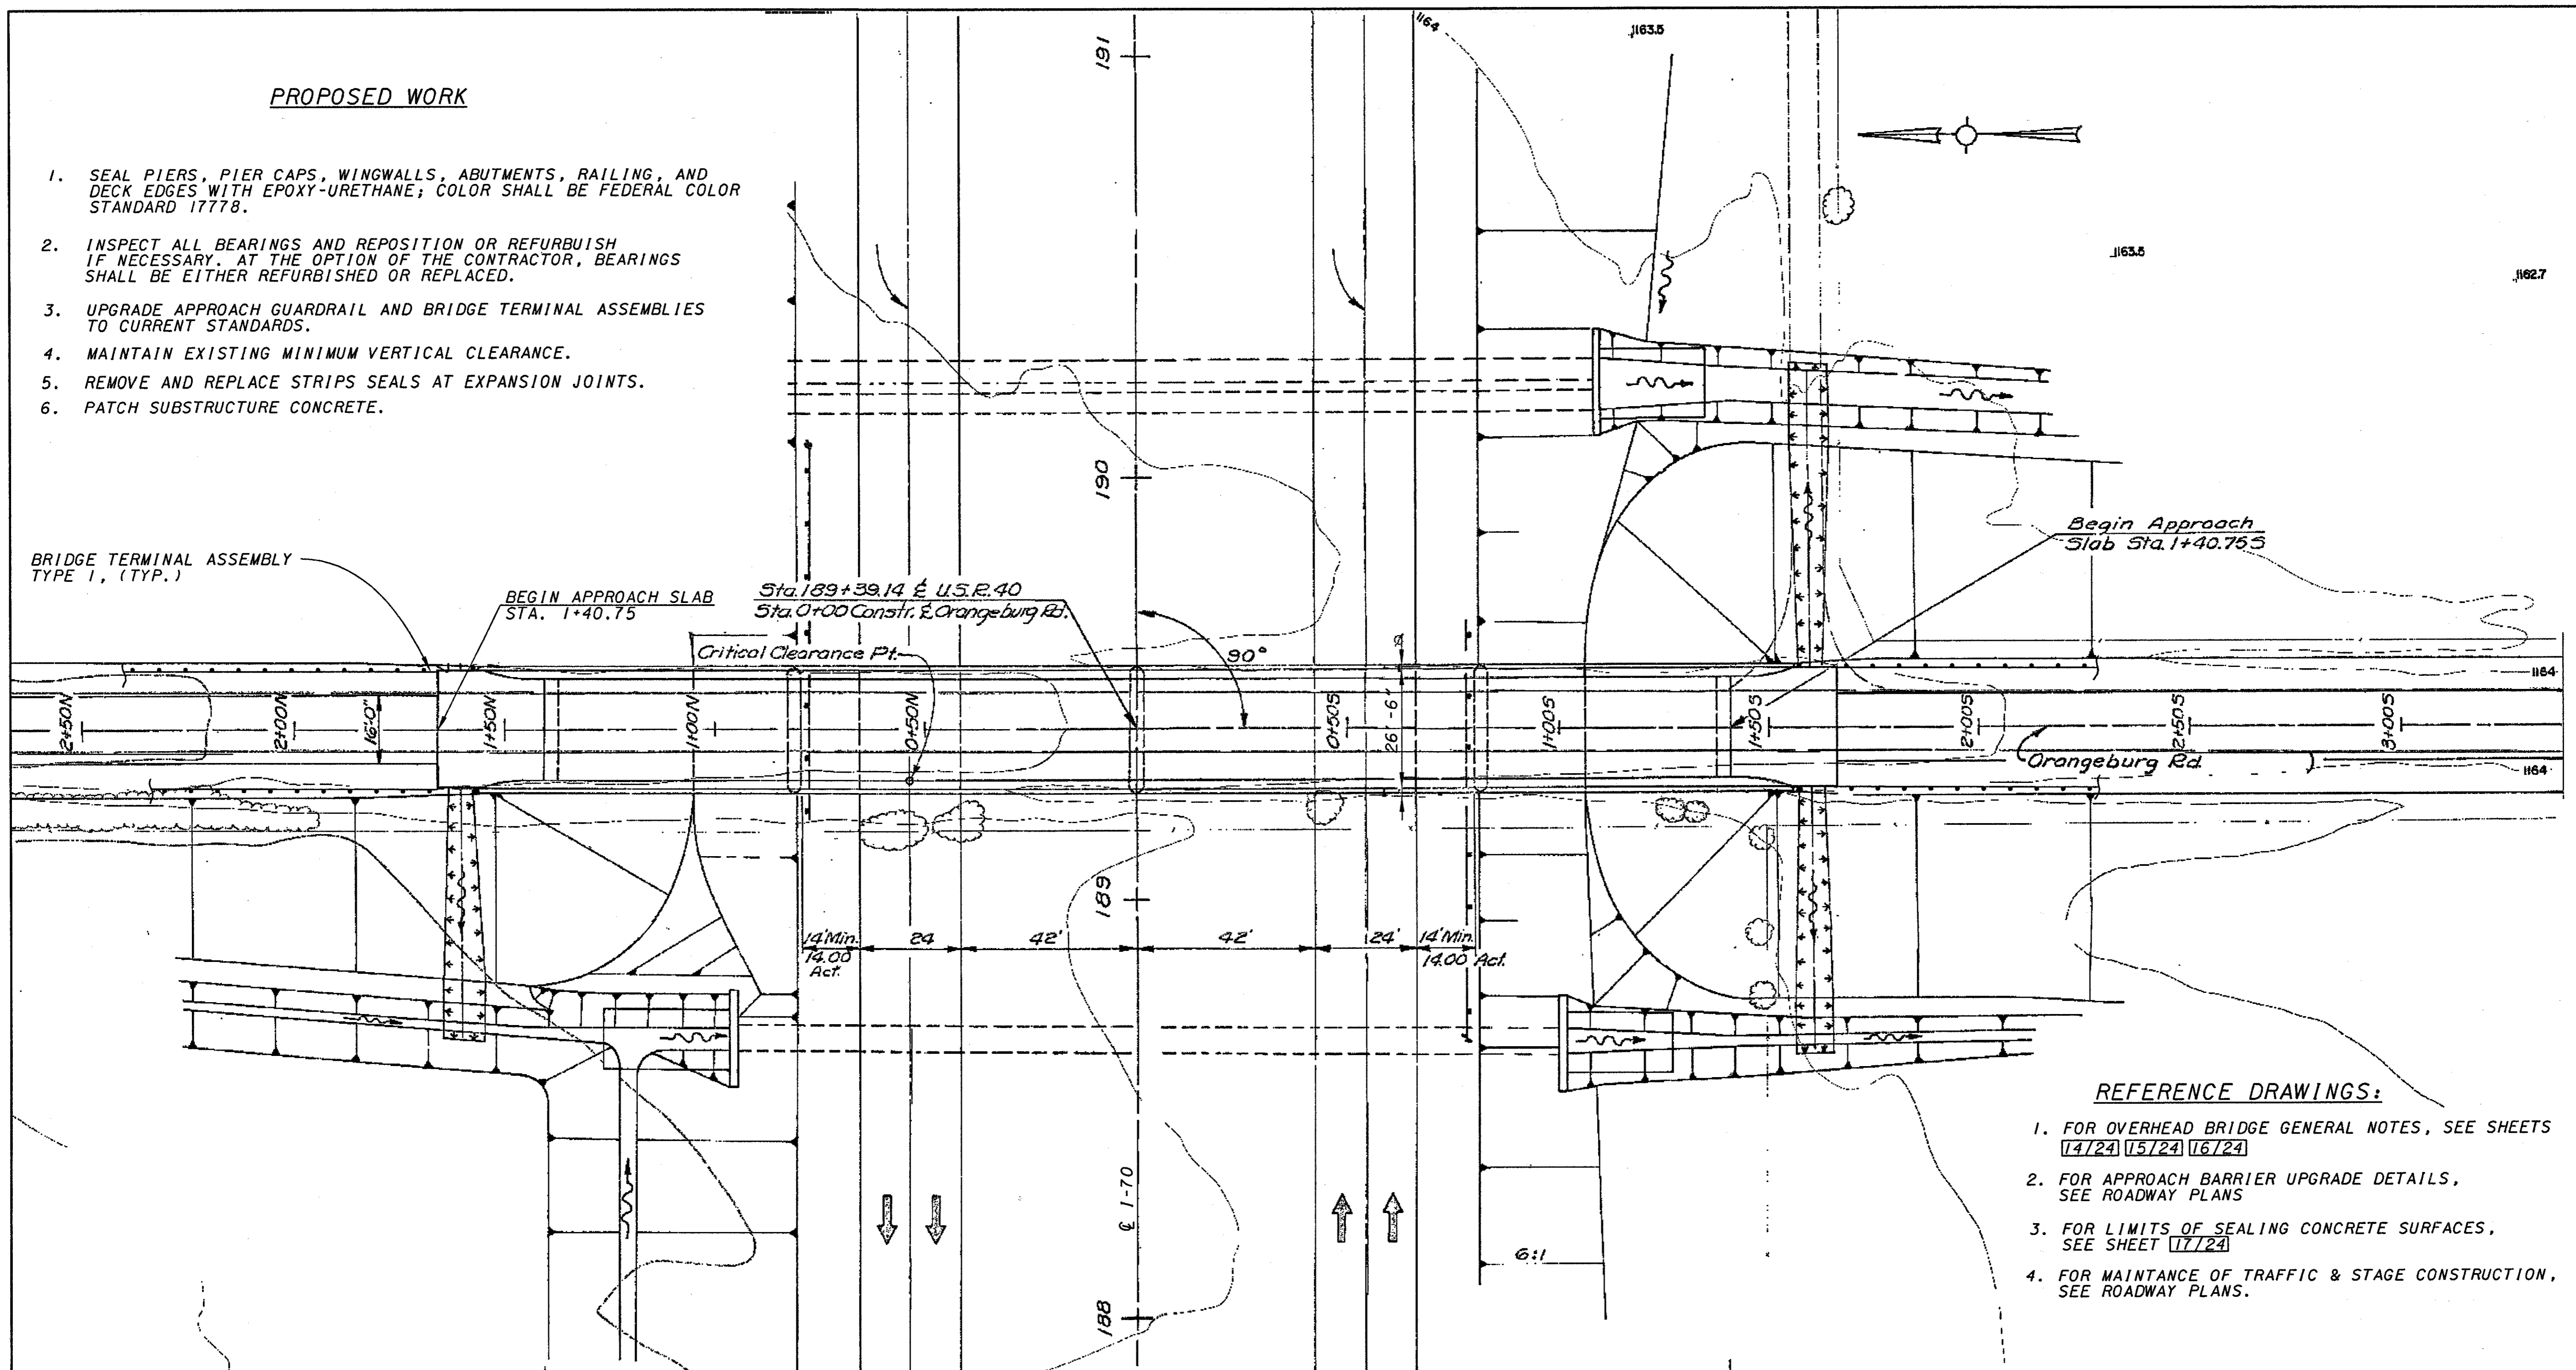 PROPOSED WORK
1. SEAL PIERS, PIER CAPS, WINGWALLS, ABUTMENTS, RAILING, AND
DECK EDGES WITH EPOXY-URETHANE; COLOR SHALL BE FEDERAL COLOR
STANDARD 17778.
2. INSPECT ALL BEARINGS AND REPOSITION OR REFURBUISH
IF NECESSARY. AT THE OPTION OF THE CONTRACTOR, BEARINGS
SHALL BE EITHER REFURBISHED OR REPLACED.
3. UPGRADE APPROACH GUARDRAIL AND BRIDGE TERMINAL ASSEMBLIES
TO CURRENT STANDARDS.
4. MAINTAIN EXISTING MINIMUM VERTICAL CLEARANCE.
5. REMOVE AND REPLACE STRIPS SEALS AT EXPANSION JOINTS.
6. PATCH SUBSTRUCTURE CONCRETE.
191
1164
1163.5
1163.5
1162.7
190
BRIDGE TERMINAL ASSEMBLY
TYPE 1, (TYP.)
BEGIN APPROACH SLAB
STA. 1+40.75
Sta. 189+39.14 ℄ U.S.R. 40
Sta. 0+00 Constr. ℄ Orangeburg Rd.
Critical Clearance Pt.
90°
Begin Approach
Slab Sta. 1+40.75S
2+50N
2+00N
16'-0"
1+50N
1+00N
0+50N
0+50S
26'-6"
1+00S
1+50S
2+00S
2+50S
3+00S
1164
Orangeburg Rd.
1164
189
14' Min.
14.00
Act.
24
42'
42'
24'
14' Min.
14.00 Act.
℄ I-70
188
6:1
REFERENCE DRAWINGS:
1. FOR OVERHEAD BRIDGE GENERAL NOTES, SEE SHEETS
14/24 15/24 16/24
2. FOR APPROACH BARRIER UPGRADE DETAILS,
SEE ROADWAY PLANS
3. FOR LIMITS OF SEALING CONCRETE SURFACES,
SEE SHEET 17/24
4. FOR MAINTANCE OF TRAFFIC & STAGE CONSTRUCTION,
SEE ROADWAY PLANS.